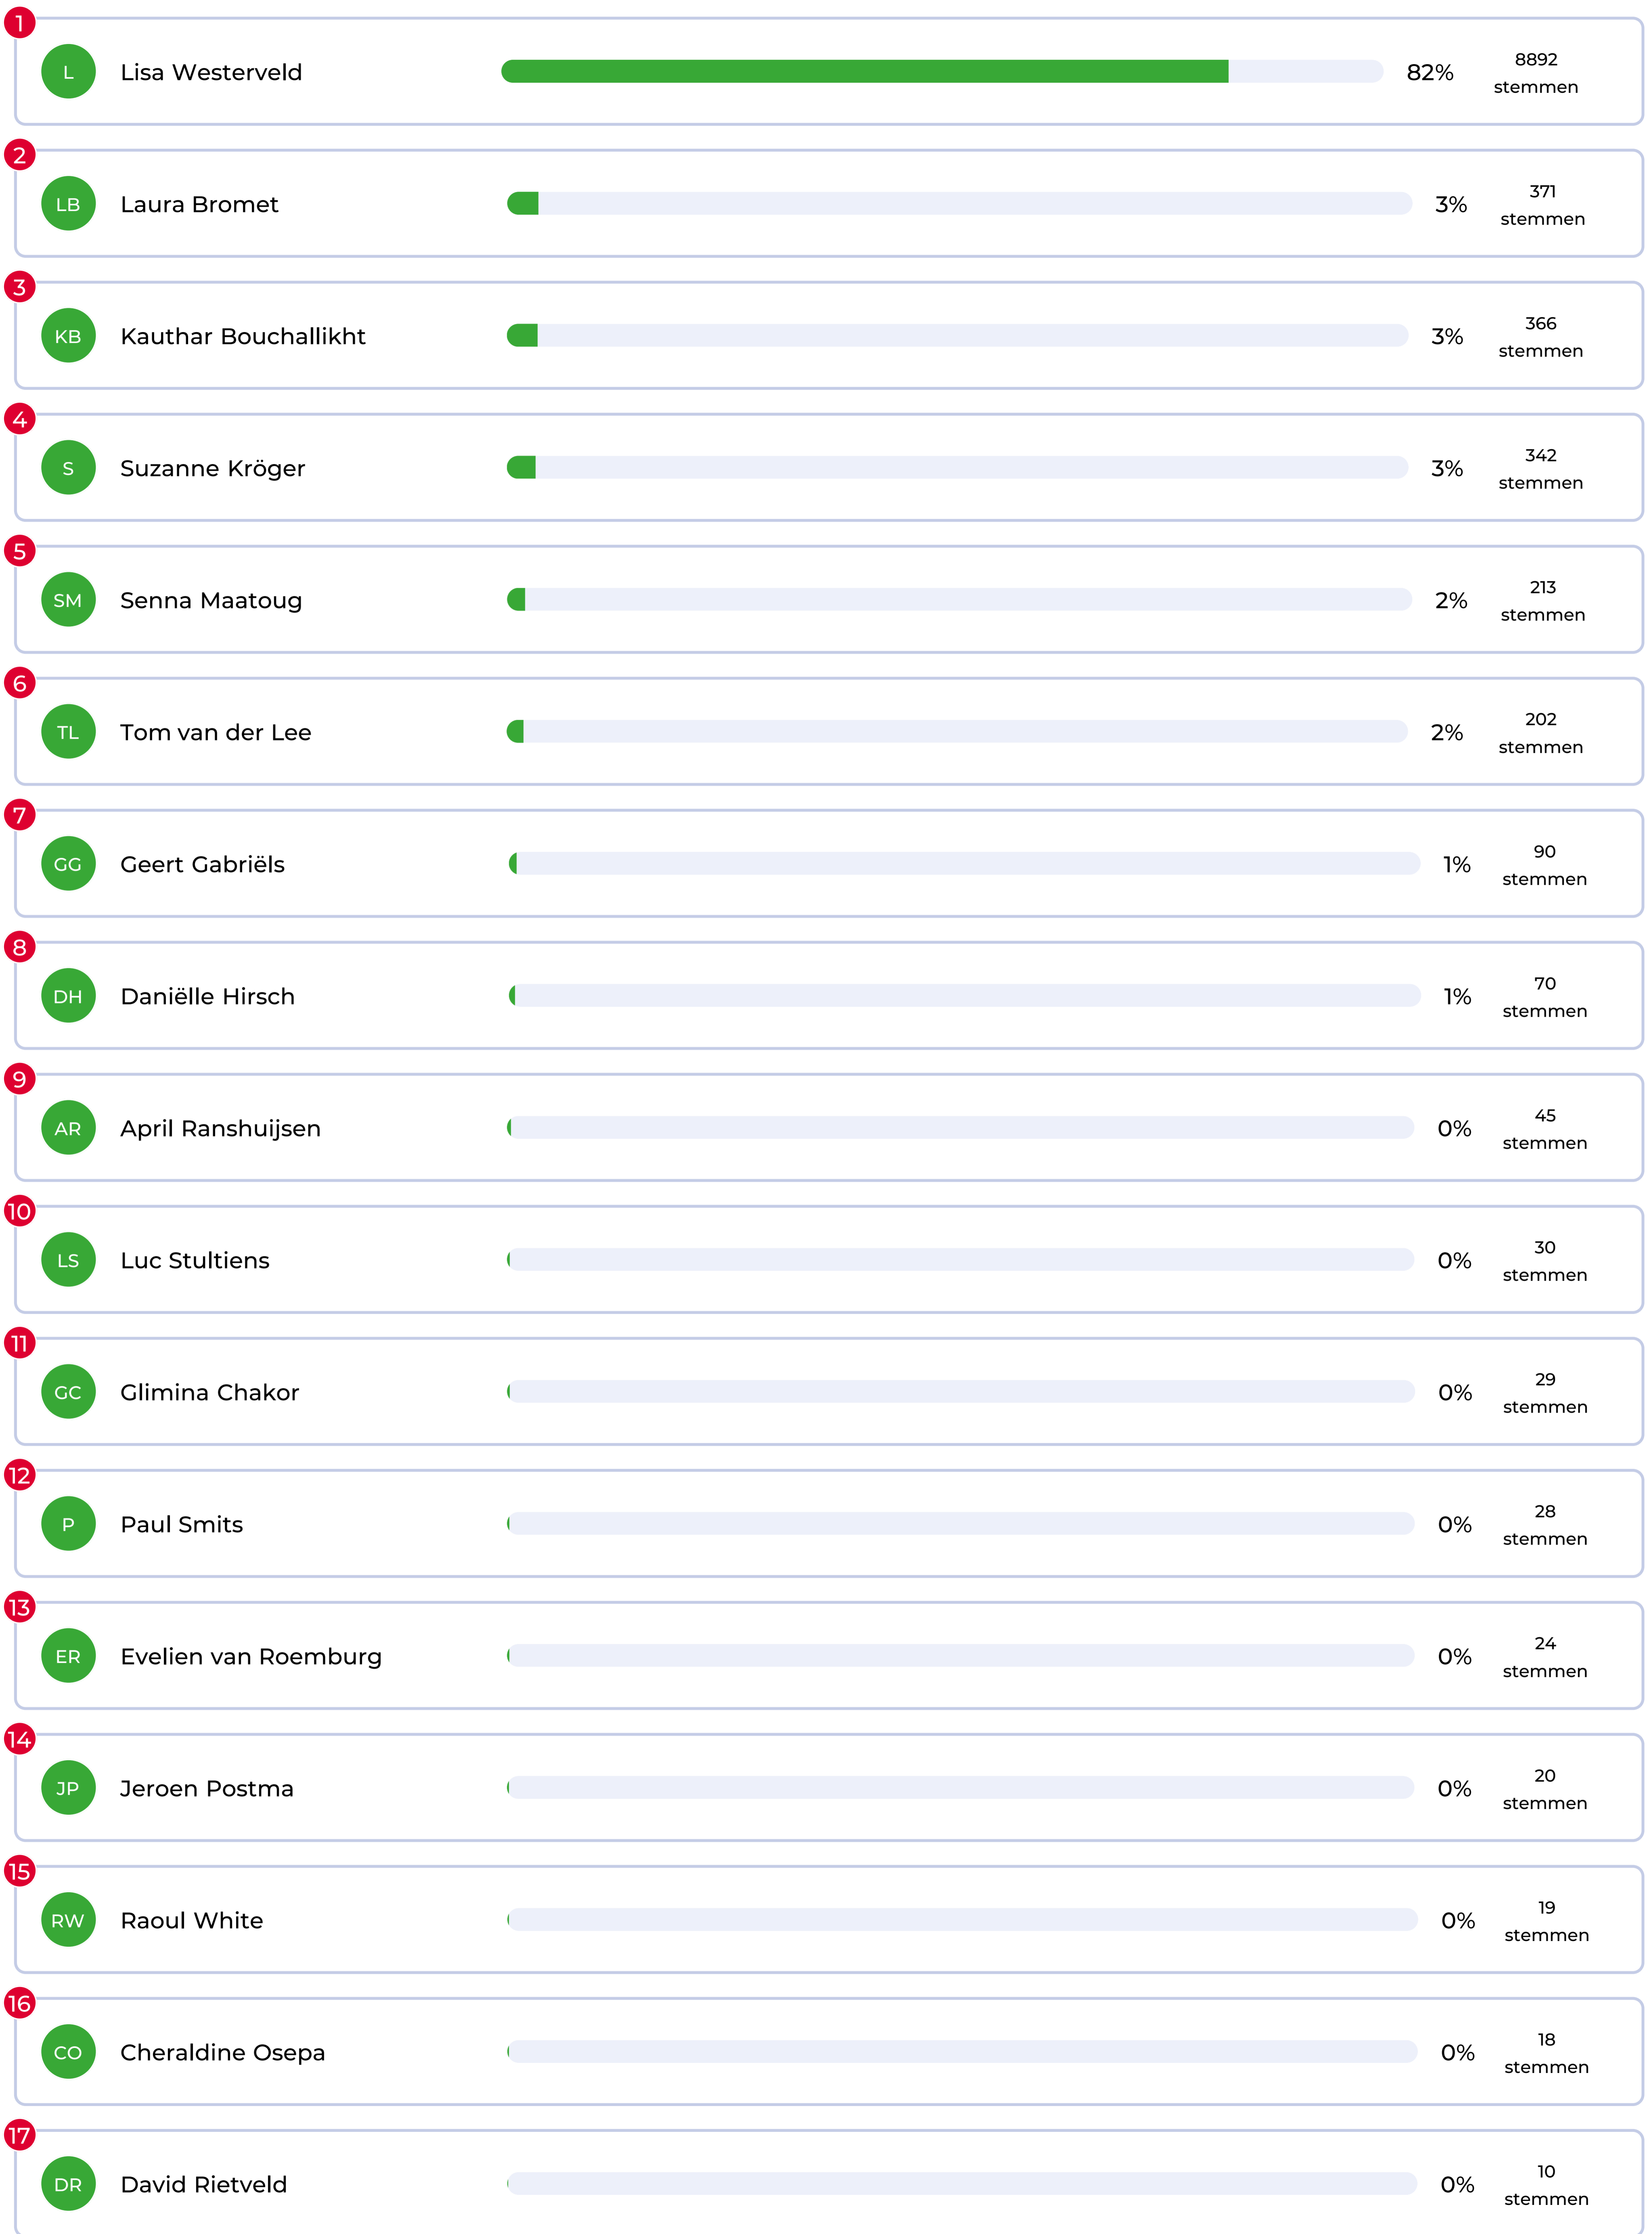 1
L Lisa Westerveld 82% 8892
stemmen
2
LB Laura Bromet 3% 371
stemmen
3
KB Kauthar Bouchallikht 3% 366
stemmen
4
S Suzanne Kröger 3% 342
stemmen
5
SM Senna Maatoug 2% 213
stemmen
6
TL Tom van der Lee 2% 202
stemmen
7
GG Geert Gabriëls 1% 90
stemmen
8
DH Daniëlle Hirsch 1% 70
stemmen
9
AR April Ranshuijsen 0% 45
stemmen
10
LS Luc Stultiens 0% 30
stemmen
11
GC Glimina Chakor 0% 29
stemmen
12
P Paul Smits 0% 28
stemmen
13
ER Evelien van Roemburg 0% 24
stemmen
14
JP Jeroen Postma 0% 20
stemmen
15
RW Raoul White 0% 19
stemmen
16
CO Cheraldine Osepa 0% 18
stemmen
17
DR David Rietveld 0% 10
stemmen